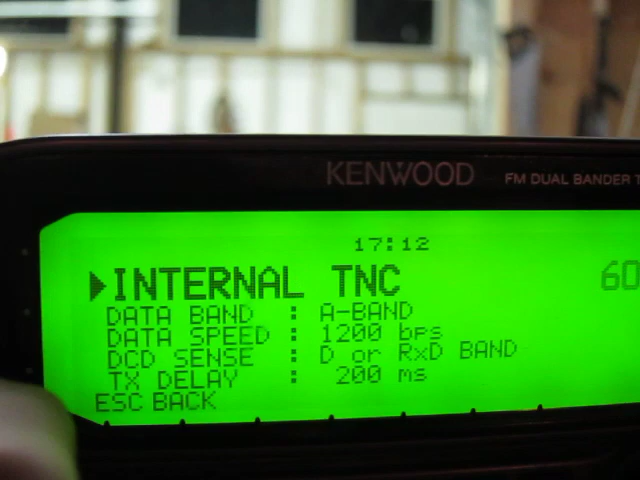 KENWOOD FM DUAL BANDER T
17:12
▶INTERNAL TNC 60
DATA BAND : A-BAND
DATA SPEED : 1200 bps
DCD SENSE : D or RxD BAND
TX DELAY : 200 ms
ESC BACK